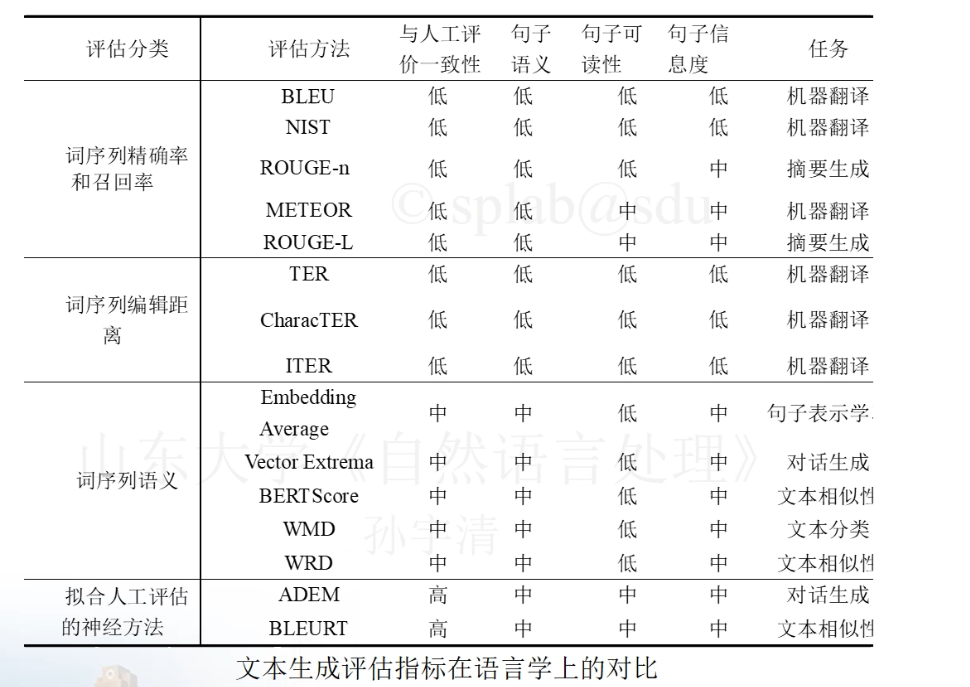 评估分类 评估方法 与人工评价一致性 句子语义 句子可读性 句子信息度 任务
词序列精确率和召回率 BLEU 低 低 低 低 机器翻译
NIST 低 低 低 低 机器翻译
ROUGE-n 低 低 低 中 摘要生成
METEOR 低 低 中 中 机器翻译
ROUGE-L 低 低 中 中 摘要生成
词序列编辑距离 TER 低 低 低 低 机器翻译
CharacTER 低 低 低 低 机器翻译
ITER 低 低 低 低 机器翻译
词序列语义 Embedding Average 中 中 低 中 句子表示学
Vector Extrema 中 中 低 中 对话生成
BERTScore 中 中 低 中 文本相似性
WMD 中 中 低 中 文本分类
WRD 中 中 低 中 文本相似性
拟合人工评估的神经方法 ADEM 高 中 中 中 对话生成
BLEURT 高 中 中 中 文本相似性
文本生成评估指标在语言学上的对比
©splab@sdu
山东大学《自然语言处理》
孙宇清